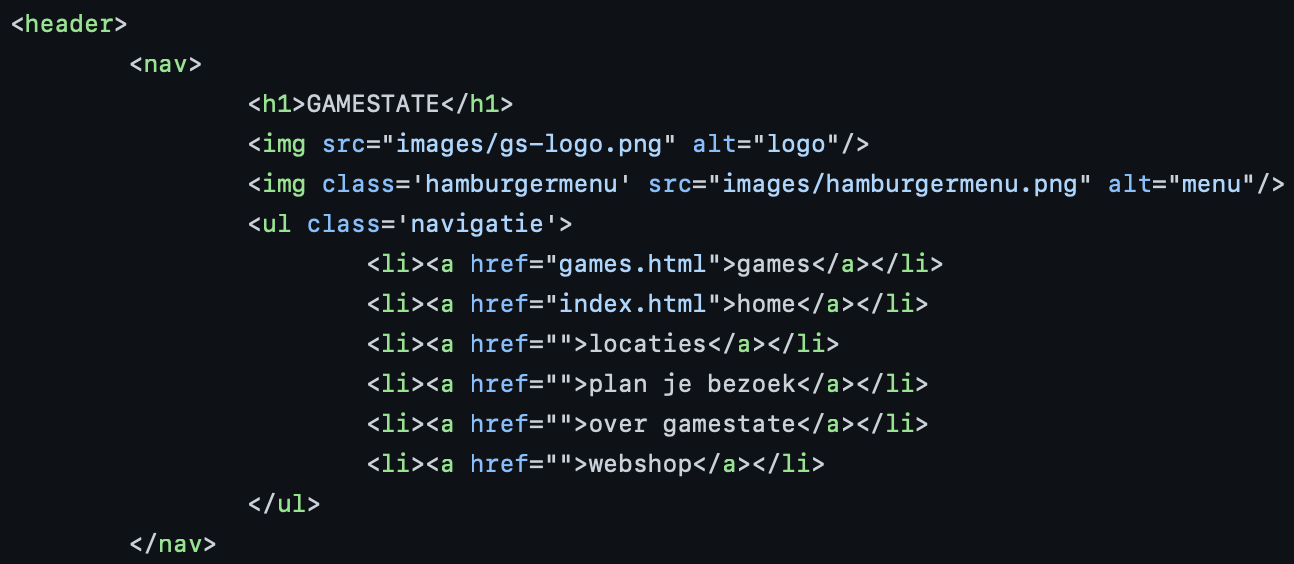 <header>
<nav>
<h1>GAMESTATE</h1>
<img src="images/gs-logo.png" alt="logo"/>
<img class='hamburgermenu' src="images/hamburgermenu.png" alt="menu"/>
<ul class='navigatie'>
<li><a href="games.html">games</a></li>
<li><a href="index.html">home</a></li>
<li><a href="">locaties</a></li>
<li><a href="">plan je bezoek</a></li>
<li><a href="">over gamestate</a></li>
<li><a href="">webshop</a></li>
</ul>
</nav>